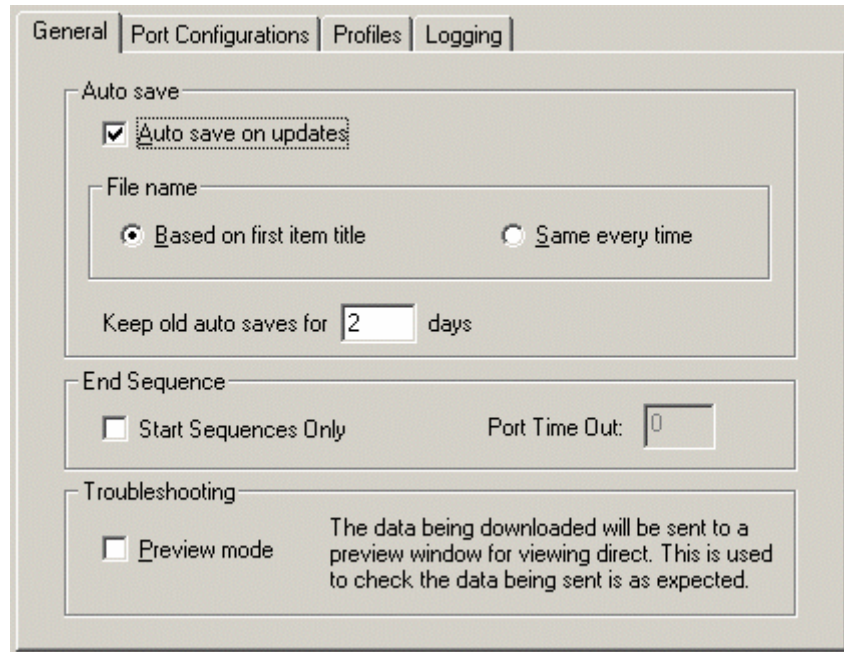 General Port Configurations Profiles Logging
Auto save
Auto save on updates
File name
Based on first item title Same every time
Keep old auto saves for 2 days
End Sequence
Start Sequences Only Port Time Out: 0
Troubleshooting
Preview mode
The data being downloaded will be sent to a
preview window for viewing direct. This is used
to check the data being sent is as expected.